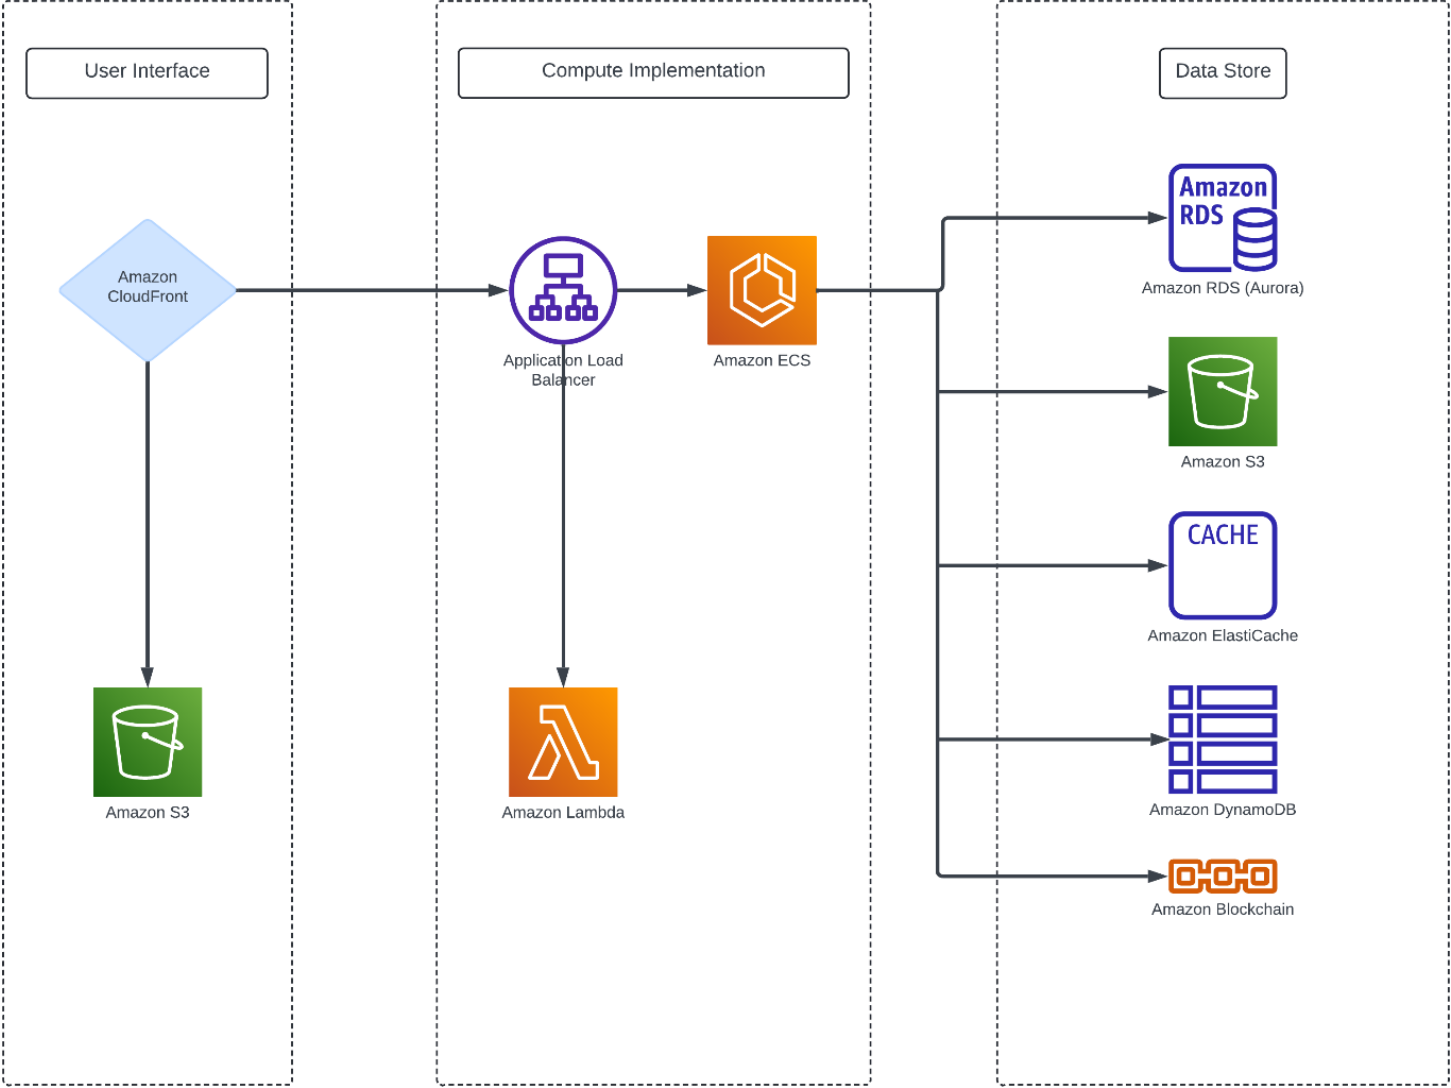 User Interface
Compute Implementation
Data Store
Amazon
CloudFront
Amazon S3
Application Load
Balancer
Amazon ECS
Amazon Lambda
Amazon
RDS
Amazon RDS (Aurora)
Amazon S3
CACHE
Amazon ElastiCache
Amazon DynamoDB
Amazon Blockchain